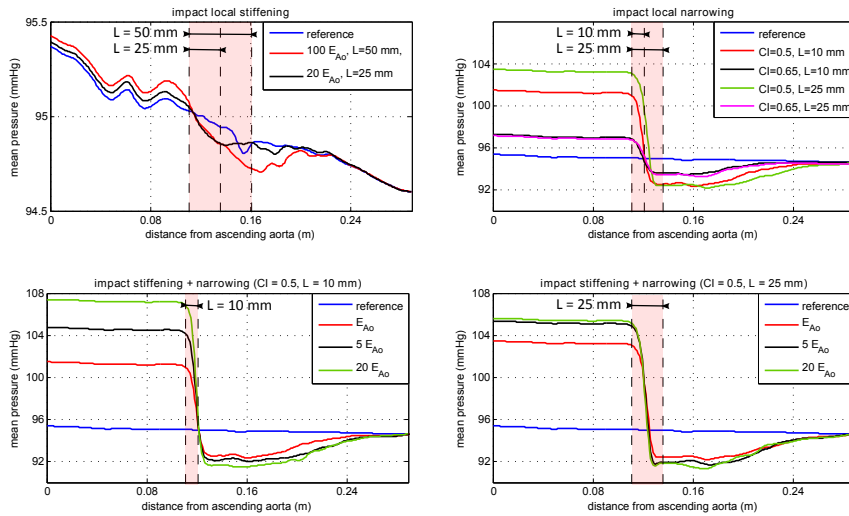 impact local stiffening
L = 50 mm
L = 25 mm
reference
100 E_Ao, L=50 mm,
20 E_Ao, L=25 mm
95.5
95
94.5
mean pressure (mmHg)
0 0.08 0.16 0.24
distance from ascending aorta (m)
impact local narrowing
L = 10 mm
L = 25 mm
reference
CI=0.5, L=10 mm
CI=0.65, L=10 mm
CI=0.5, L=25 mm
CI=0.65, L=25 mm
108
104
100
96
92
mean pressure (mmHg)
0 0.08 0.16 0.24
distance from ascending aorta (m)
impact stiffening + narrowing (CI = 0.5, L = 10 mm)
L = 10 mm
reference
E_Ao
5 E_Ao
20 E_Ao
108
104
100
96
92
mean pressure (mmHg)
0 0.08 0.16 0.24
distance from ascending aorta (m)
impact stiffening + narrowing (CI = 0.5, L = 25 mm)
L = 25 mm
reference
E_Ao
5 E_Ao
20 E_Ao
108
104
100
96
92
mean pressure (mmHg)
0 0.08 0.16 0.24
distance from ascending aorta (m)